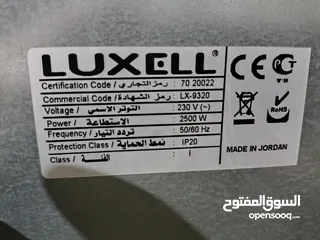 LUXELL ®
Certification Code / رمز التجاري : 70 20022
Commercial Code / رمز الشهادة : LX-9320
Voltage / التوتر الاسمي : 230 V (~)
Power / الإستطاعة : 2500 W
Frequency / تردد التيار : 50/60 Hz
Protection Class / نمط الحماية : IP20
Class / الفئة : I
CE
RoHS
MADE IN JORDAN
السوق المفتوح
opensooq.com